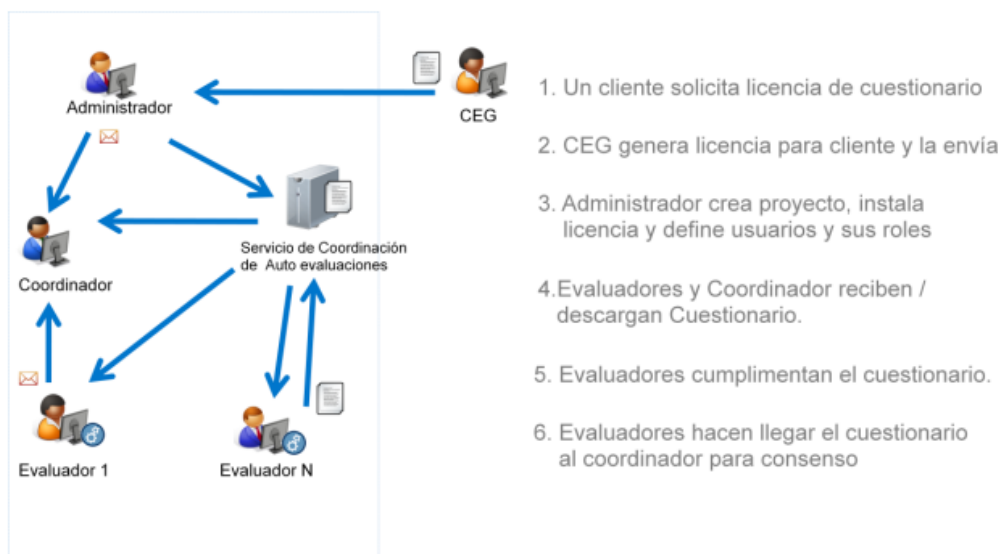 Administrador
CEG
Servicio de Coordinación
de Auto evaluaciones
Coordinador
Evaluador 1
Evaluador N
1. Un cliente solicita licencia de cuestionario
2. CEG genera licencia para cliente y la envía
3. Administrador crea proyecto, instala
licencia y define usuarios y sus roles
4.Evaluadores y Coordinador reciben /
descargan Cuestionario.
5. Evaluadores cumplimentan el cuestionario.
6. Evaluadores hacen llegar el cuestionario
al coordinador para consenso